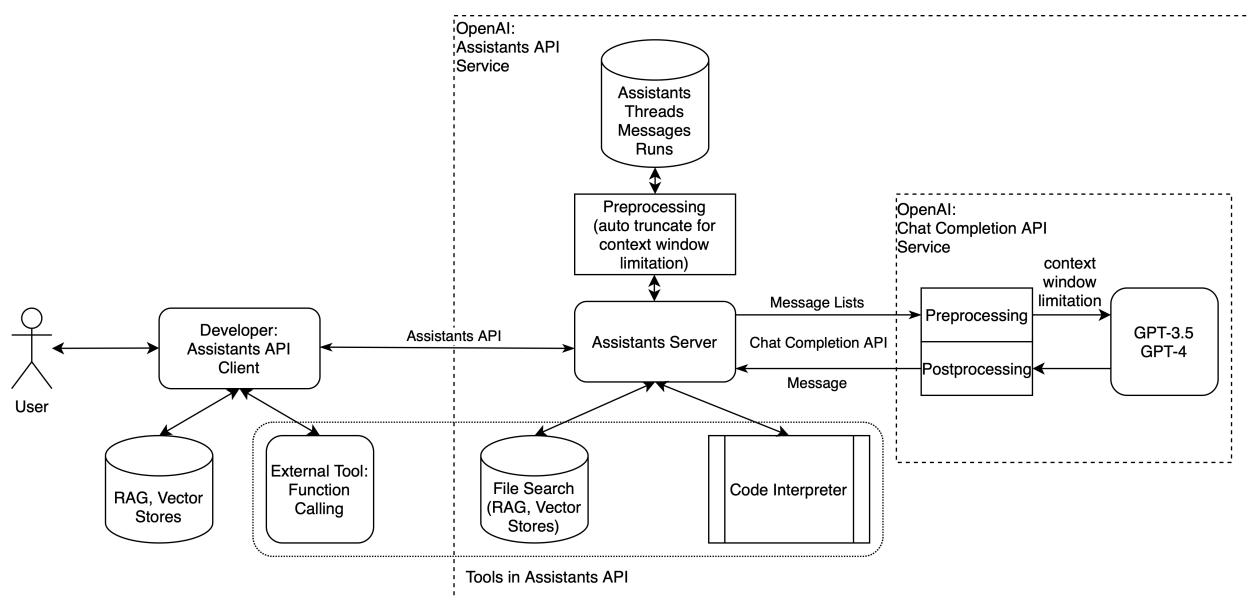 OpenAI:
Assistants API
Service
Assistants
Threads
Messages
Runs
Preprocessing
(auto truncate for
context window
limitation)
OpenAI:
Chat Completion API
Service
context
window
limitation
Message Lists
Preprocessing
GPT-3.5
GPT-4
Developer:
Assistants API
Client
Assistants API
Assistants Server
Chat Completion API
Postprocessing
Message
User
RAG, Vector
Stores
External Tool:
Function
Calling
File Search
(RAG, Vector
Stores)
Code Interpreter
Tools in Assistants API